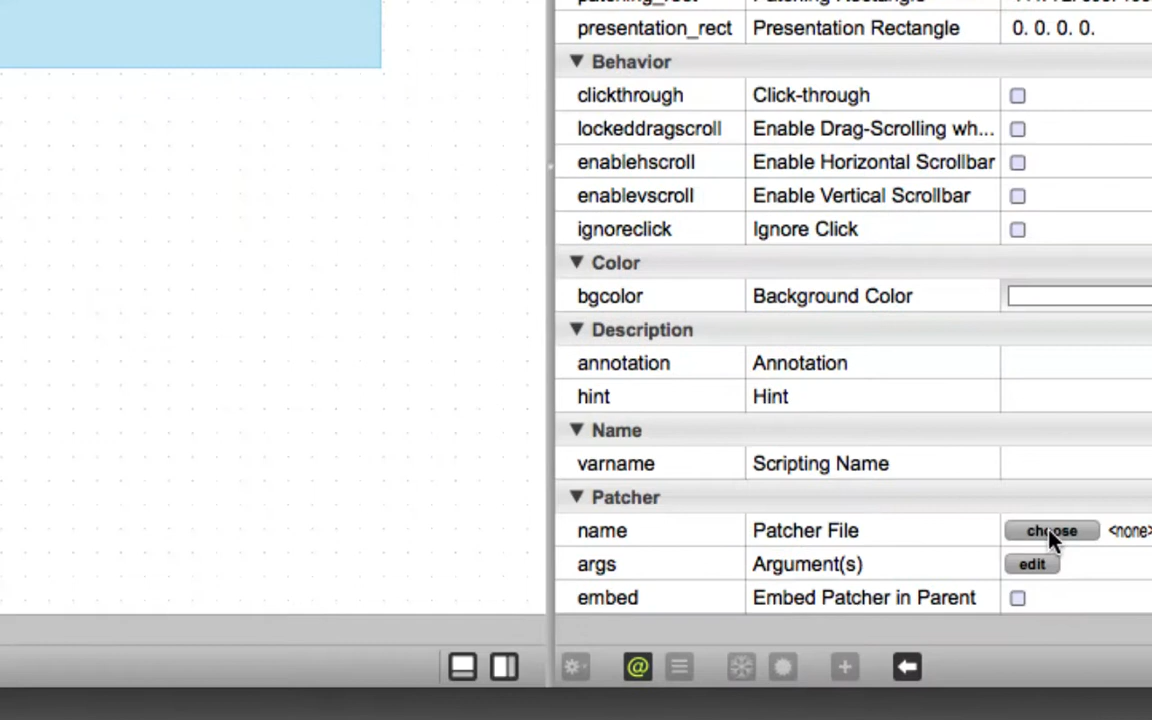 presentation_rect Presentation Rectangle 0. 0. 0. 0.
Behavior
clickthrough Click-through
lockeddragscroll Enable Drag-Scrolling wh...
enablehscroll Enable Horizontal Scrollbar
enablevscroll Enable Vertical Scrollbar
ignoreclick Ignore Click
Color
bgcolor Background Color
Description
annotation Annotation
hint Hint
Name
varname Scripting Name
Patcher
name Patcher File choose <none>
args Argument(s) edit
embed Embed Patcher in Parent
@